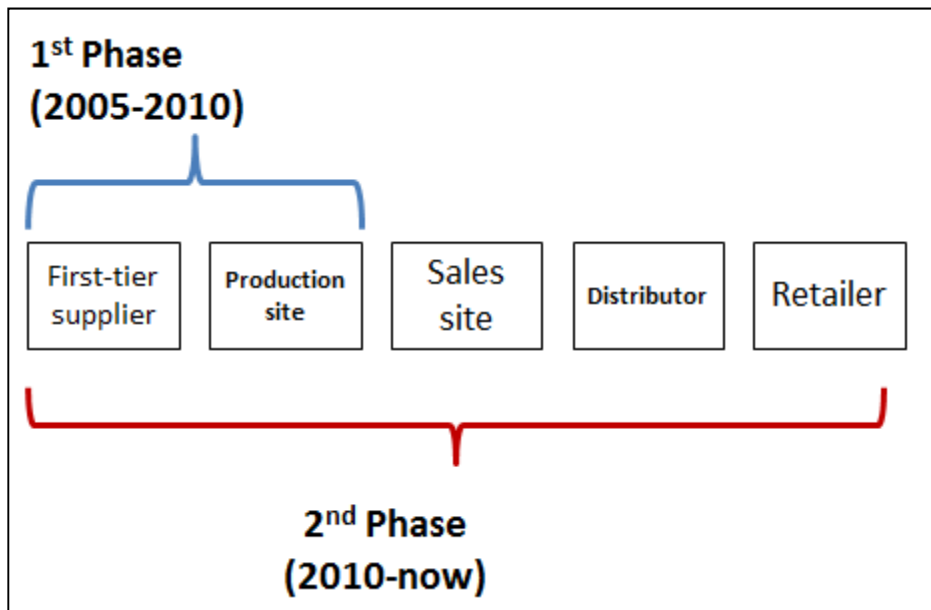 1st Phase
(2005-2010)
First-tier
supplier
Production
site
Sales
site
Distributor
Retailer
2nd Phase
(2010-now)